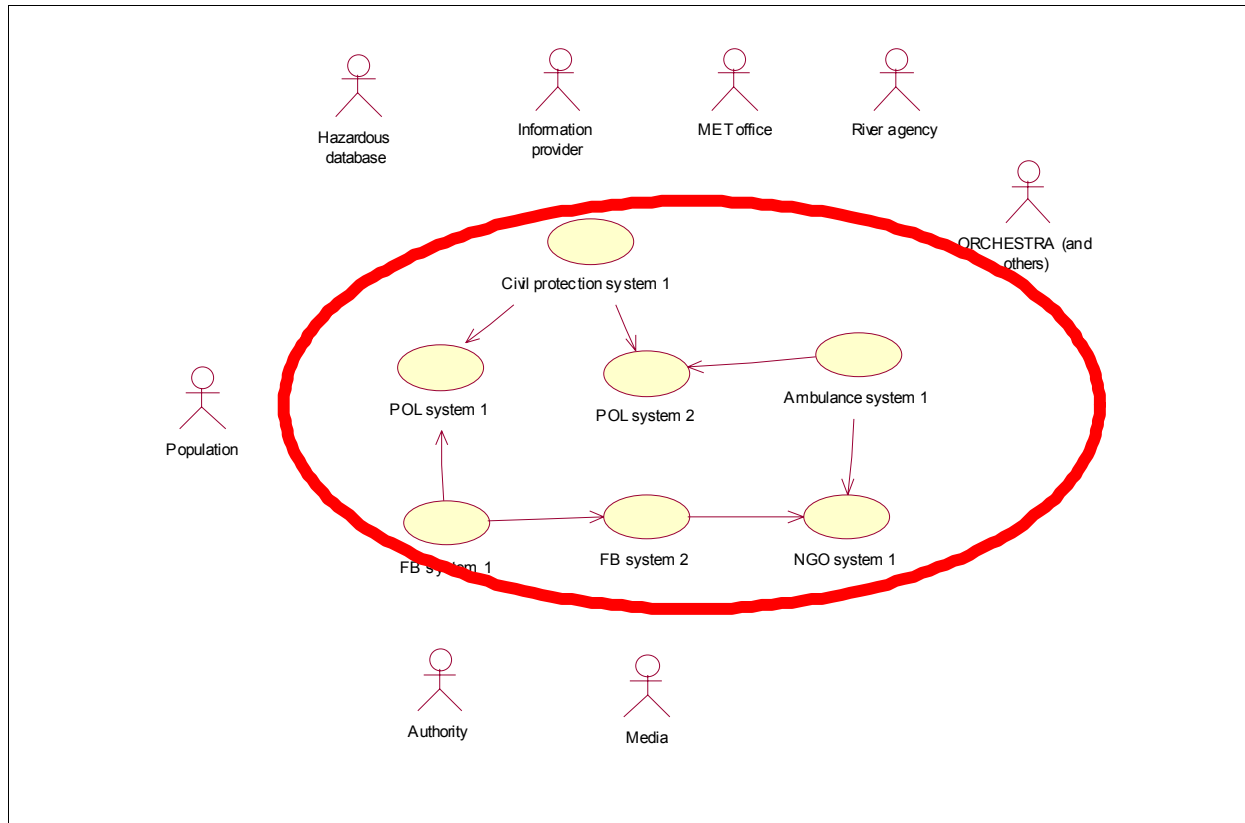 Hazardous
database
Information
provider
MET office
River agency
ORCHESTRA (and
others)
Civil protection system 1
POL system 1
POL system 2
Ambulance system 1
Population
FB system 1
FB system 2
NGO system 1
Authority
Media